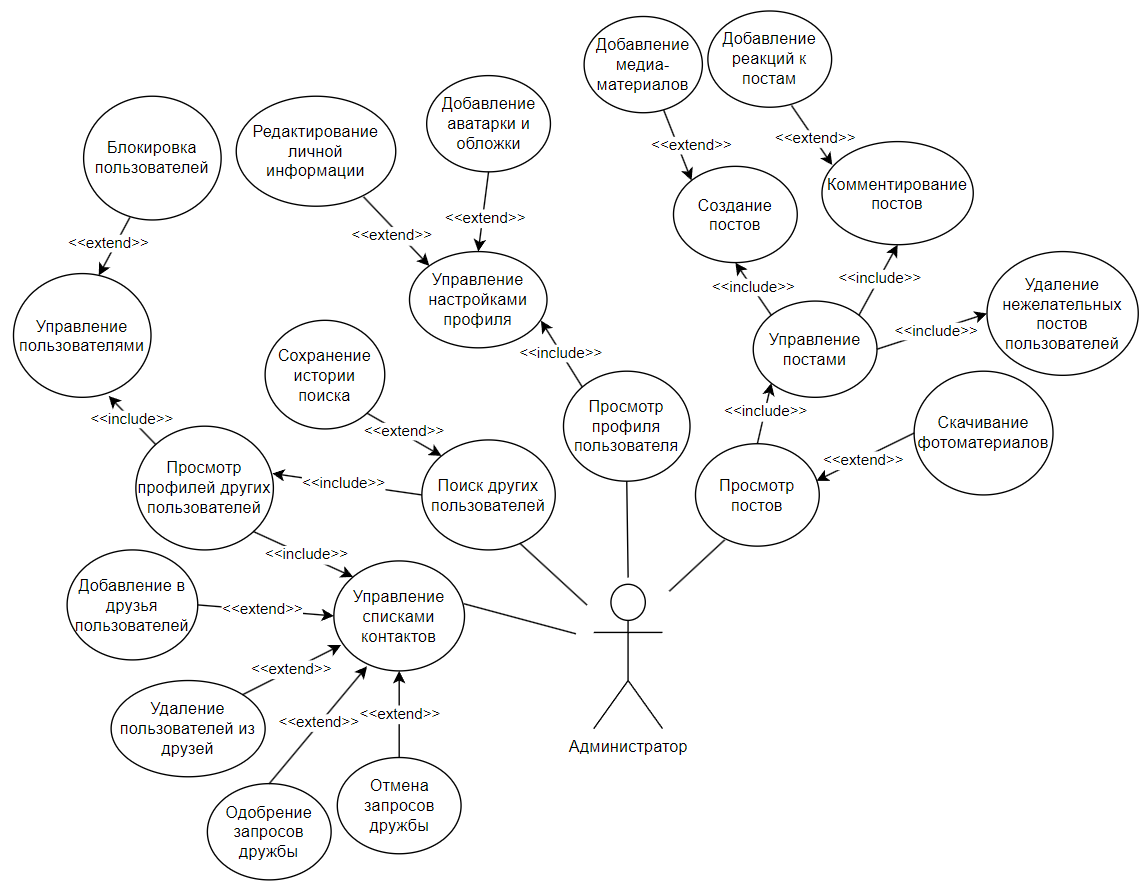 Добавление
медиа-
материалов
Добавление
реакций к
постам
<<extend>>
<<extend>>
Добавление
аватарки и
обложки
Редактирование
личной
информации
Блокировка
пользователей
Комментирование
постов
Создание
постов
<<extend>>
<<extend>>
<<extend>>
Управление
настройками
профиля
<<include>>
<<include>>
Удаление
нежелательных
постов
пользователей
<<include>>
Управление
пользователями
Управление
постами
Сохранение
истории
поиска
<<include>>
Просмотр
профиля
пользователя
<<include>>
<<include>>
<<extend>>
Скачивание
фотоматериалов
<<extend>>
Просмотр
профилей других
пользователей
<<include>>
Поиск других
пользователей
Просмотр
постов
<<include>>
Добавление в
друзья
пользователей
<<extend>>
Управление
списками
контактов
<<extend>>
Удаление
пользователей из
друзей
<<extend>>
<<extend>>
Администратор
Одобрение
запросов
дружбы
Отмена
запросов
дружбы